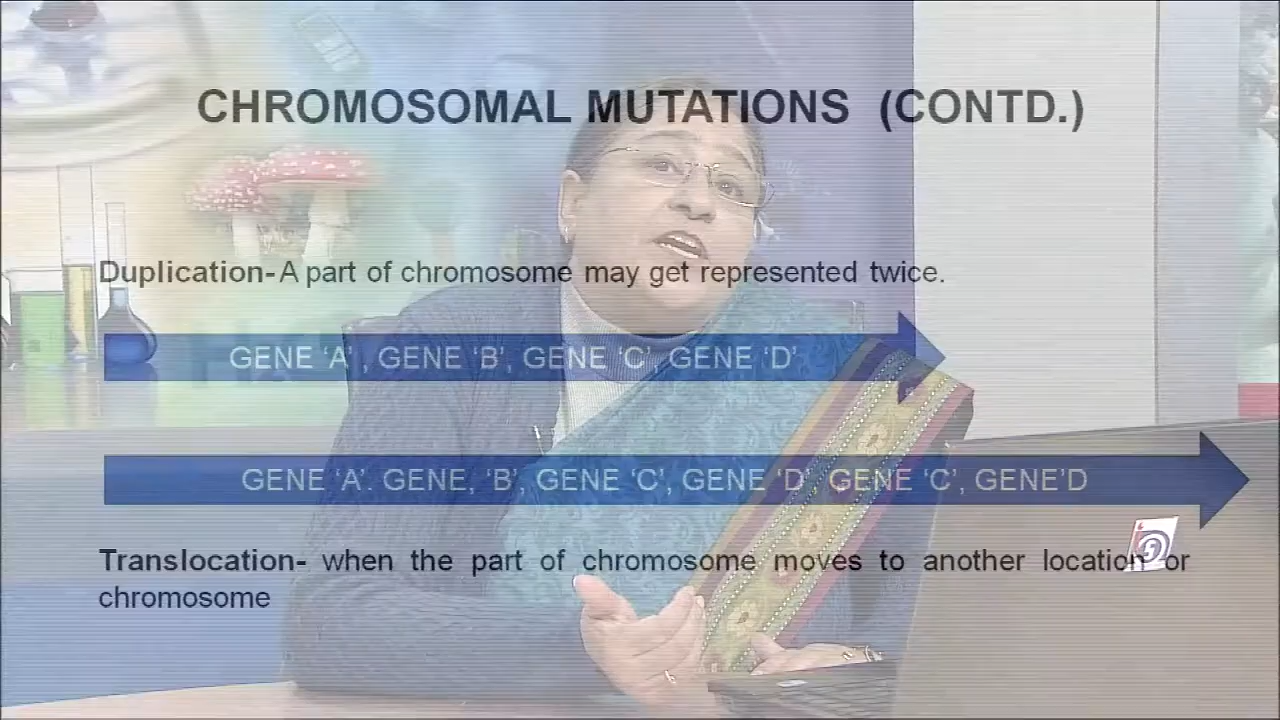 CHROMOSOMAL MUTATIONS (CONTD.)
Duplication- A part of chromosome may get represented twice.
GENE ‘A’ , GENE ‘B’, GENE ‘C’, GENE ‘D’
GENE ‘A’. GENE, ‘B’, GENE ‘C’, GENE ‘D’, GENE ‘C’, GENE’D
Translocation- when the part of chromosome moves to another location or
chromosome